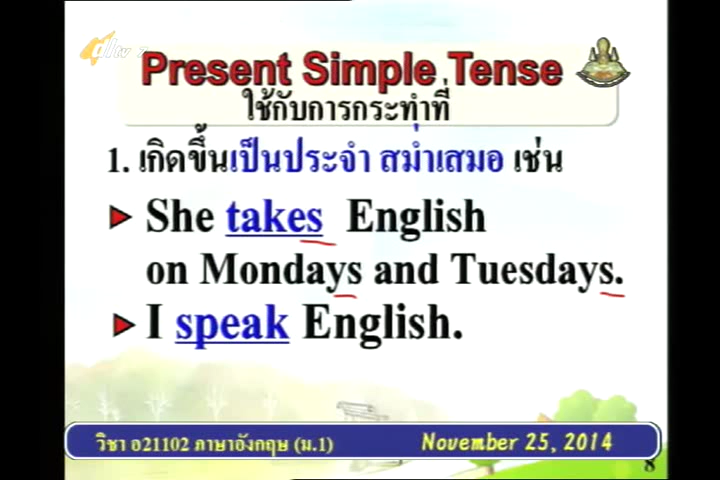 dltv 7
Present Simple Tense
ใช้กับการกระทำที่
1. เกิดขึ้นเป็นประจำ สม่ำเสมอ เช่น
She takes English
on Mondays and Tuesdays.
I speak English.
วิชา อ21102 ภาษาอังกฤษ (ม.1)
November 25, 2014
8